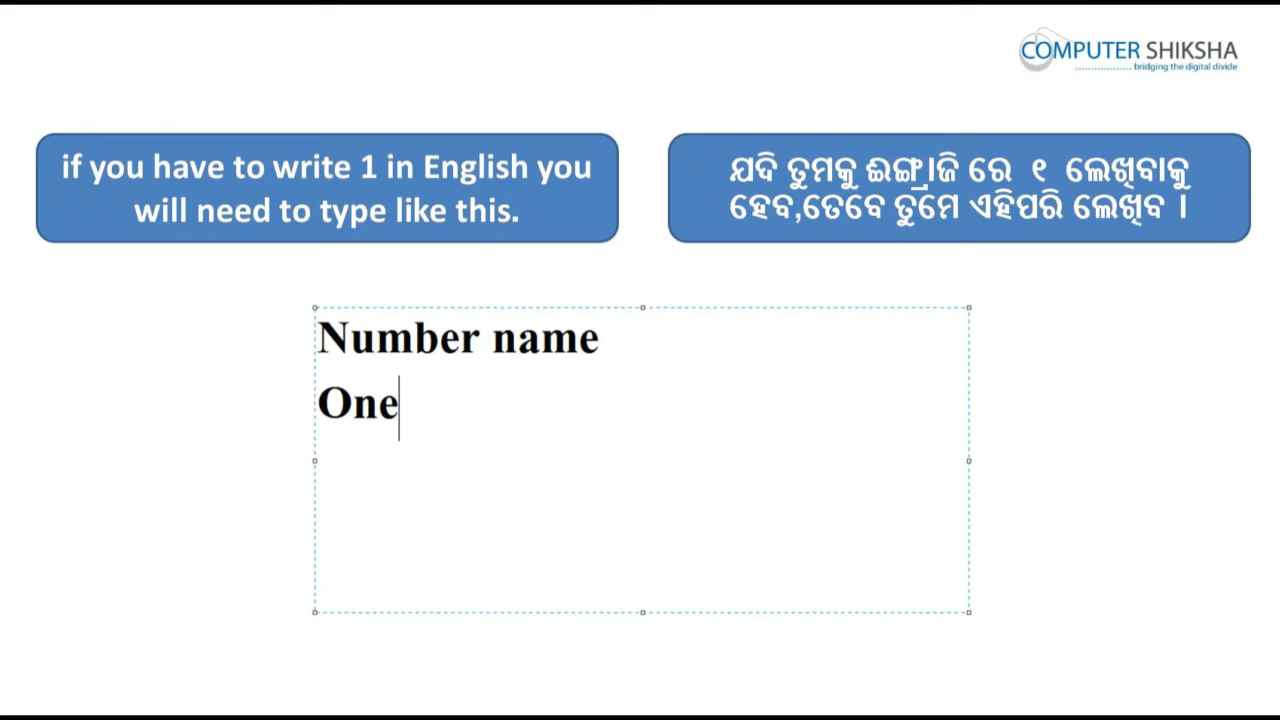 COMPUTER SHIKSHA
bridging the digital divide
if you have to write 1 in English you
will need to type like this.
ଯଦି ତୁମକୁ ଈଙ୍ଗ୍ରାଜି ରେ ୧ ଲେଖିବାକୁ
ହେବ,ତେବେ ତୁମେ ଏହିପରି ଲେଖିବ ।
Number name
One